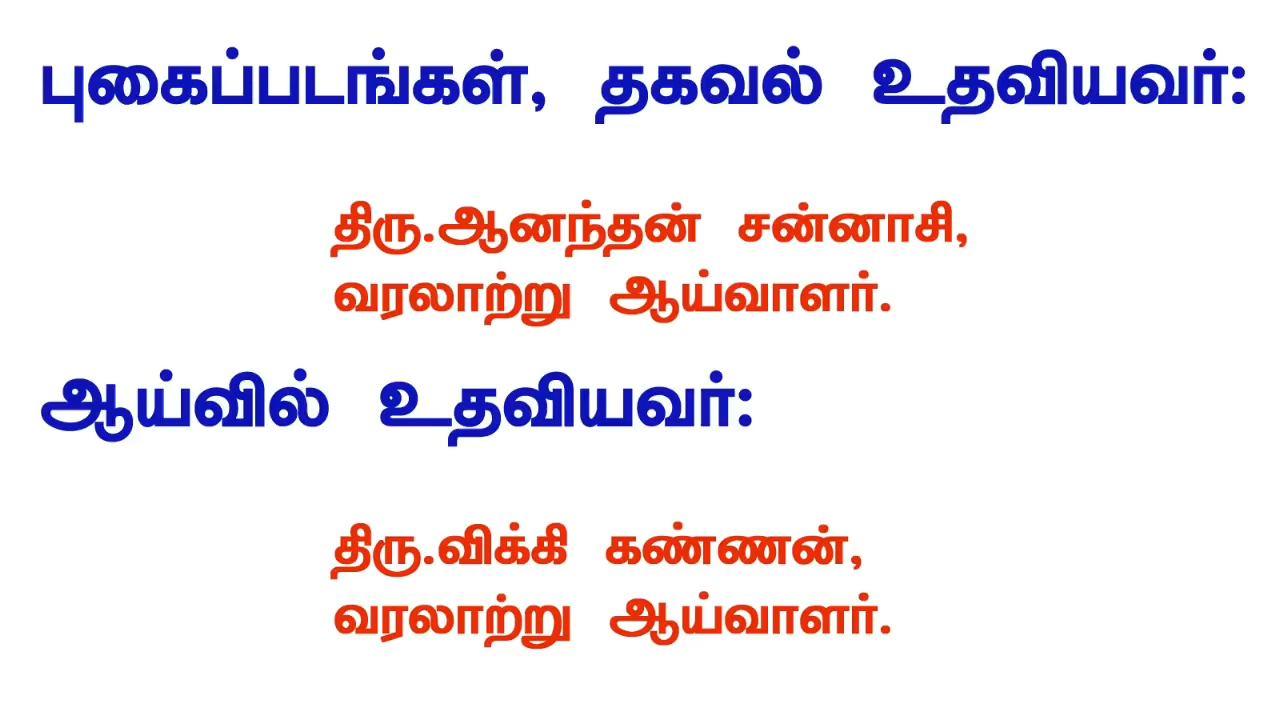 புகைப்படங்கள், தகவல் உதவியவர்:
திரு.ஆனந்தன் சன்னாசி,
வரலாற்று ஆய்வாளர்.
ஆய்வில் உதவியவர்:
திரு.விக்கி கண்ணன்,
வரலாற்று ஆய்வாளர்.